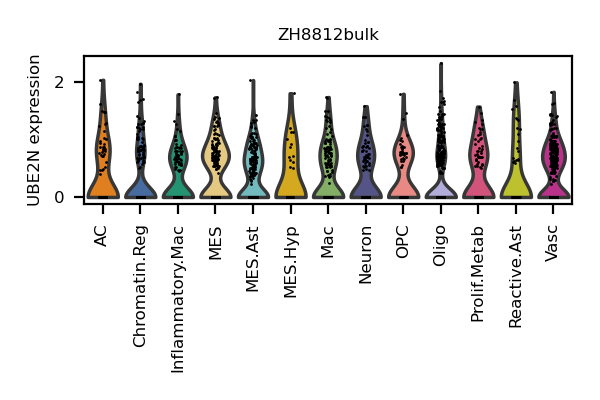 ZH8812bulk
UBE2N expression
2
0
AC
Chromatin.Reg
Inflammatory.Mac
MES
MES.Ast
MES.Hyp
Mac
Neuron
OPC
Oligo
Prolif.Metab
Reactive.Ast
Vasc